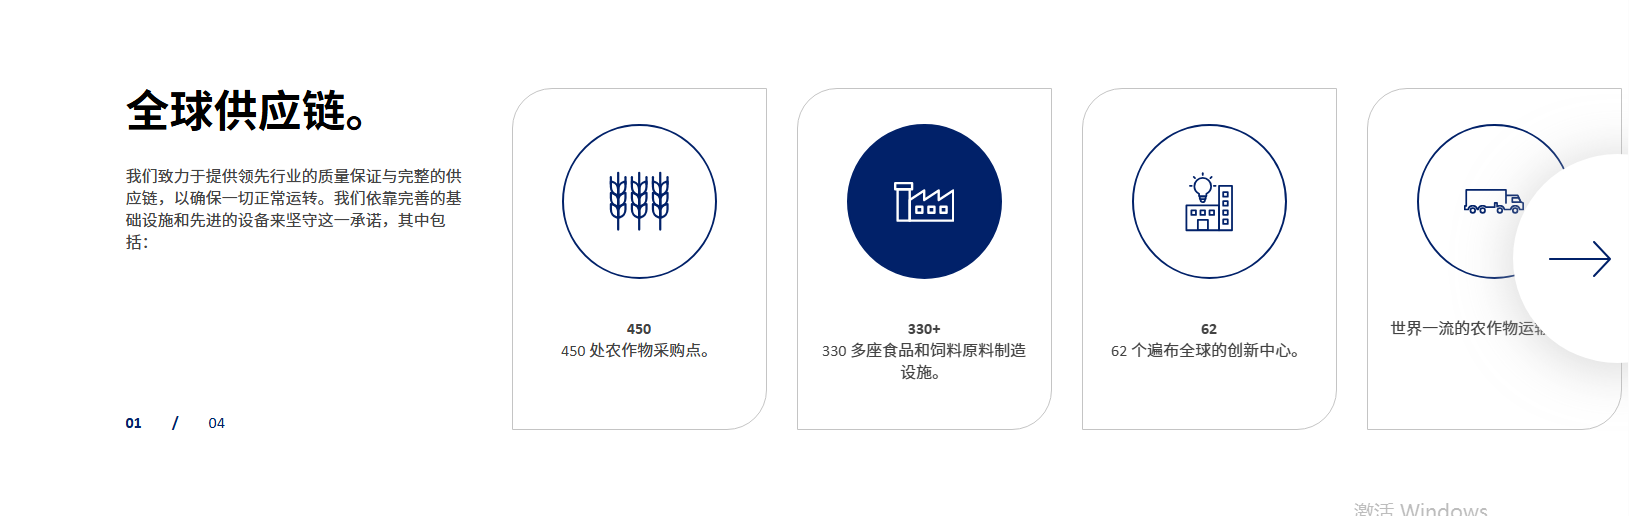 全球供应链。
我们致力于提供领先行业的质量保证与完整的供
应链，以确保一切正常运转。我们依靠完善的基
础设施和先进的设备来坚守这一承诺，其中包
括：
01 / 04
450
450 处农作物采购点。
330+
330 多座食品和饲料原料制造
设施。
62
62 个遍布全球的创新中心。
世界一流的农作物运
激活 Windows